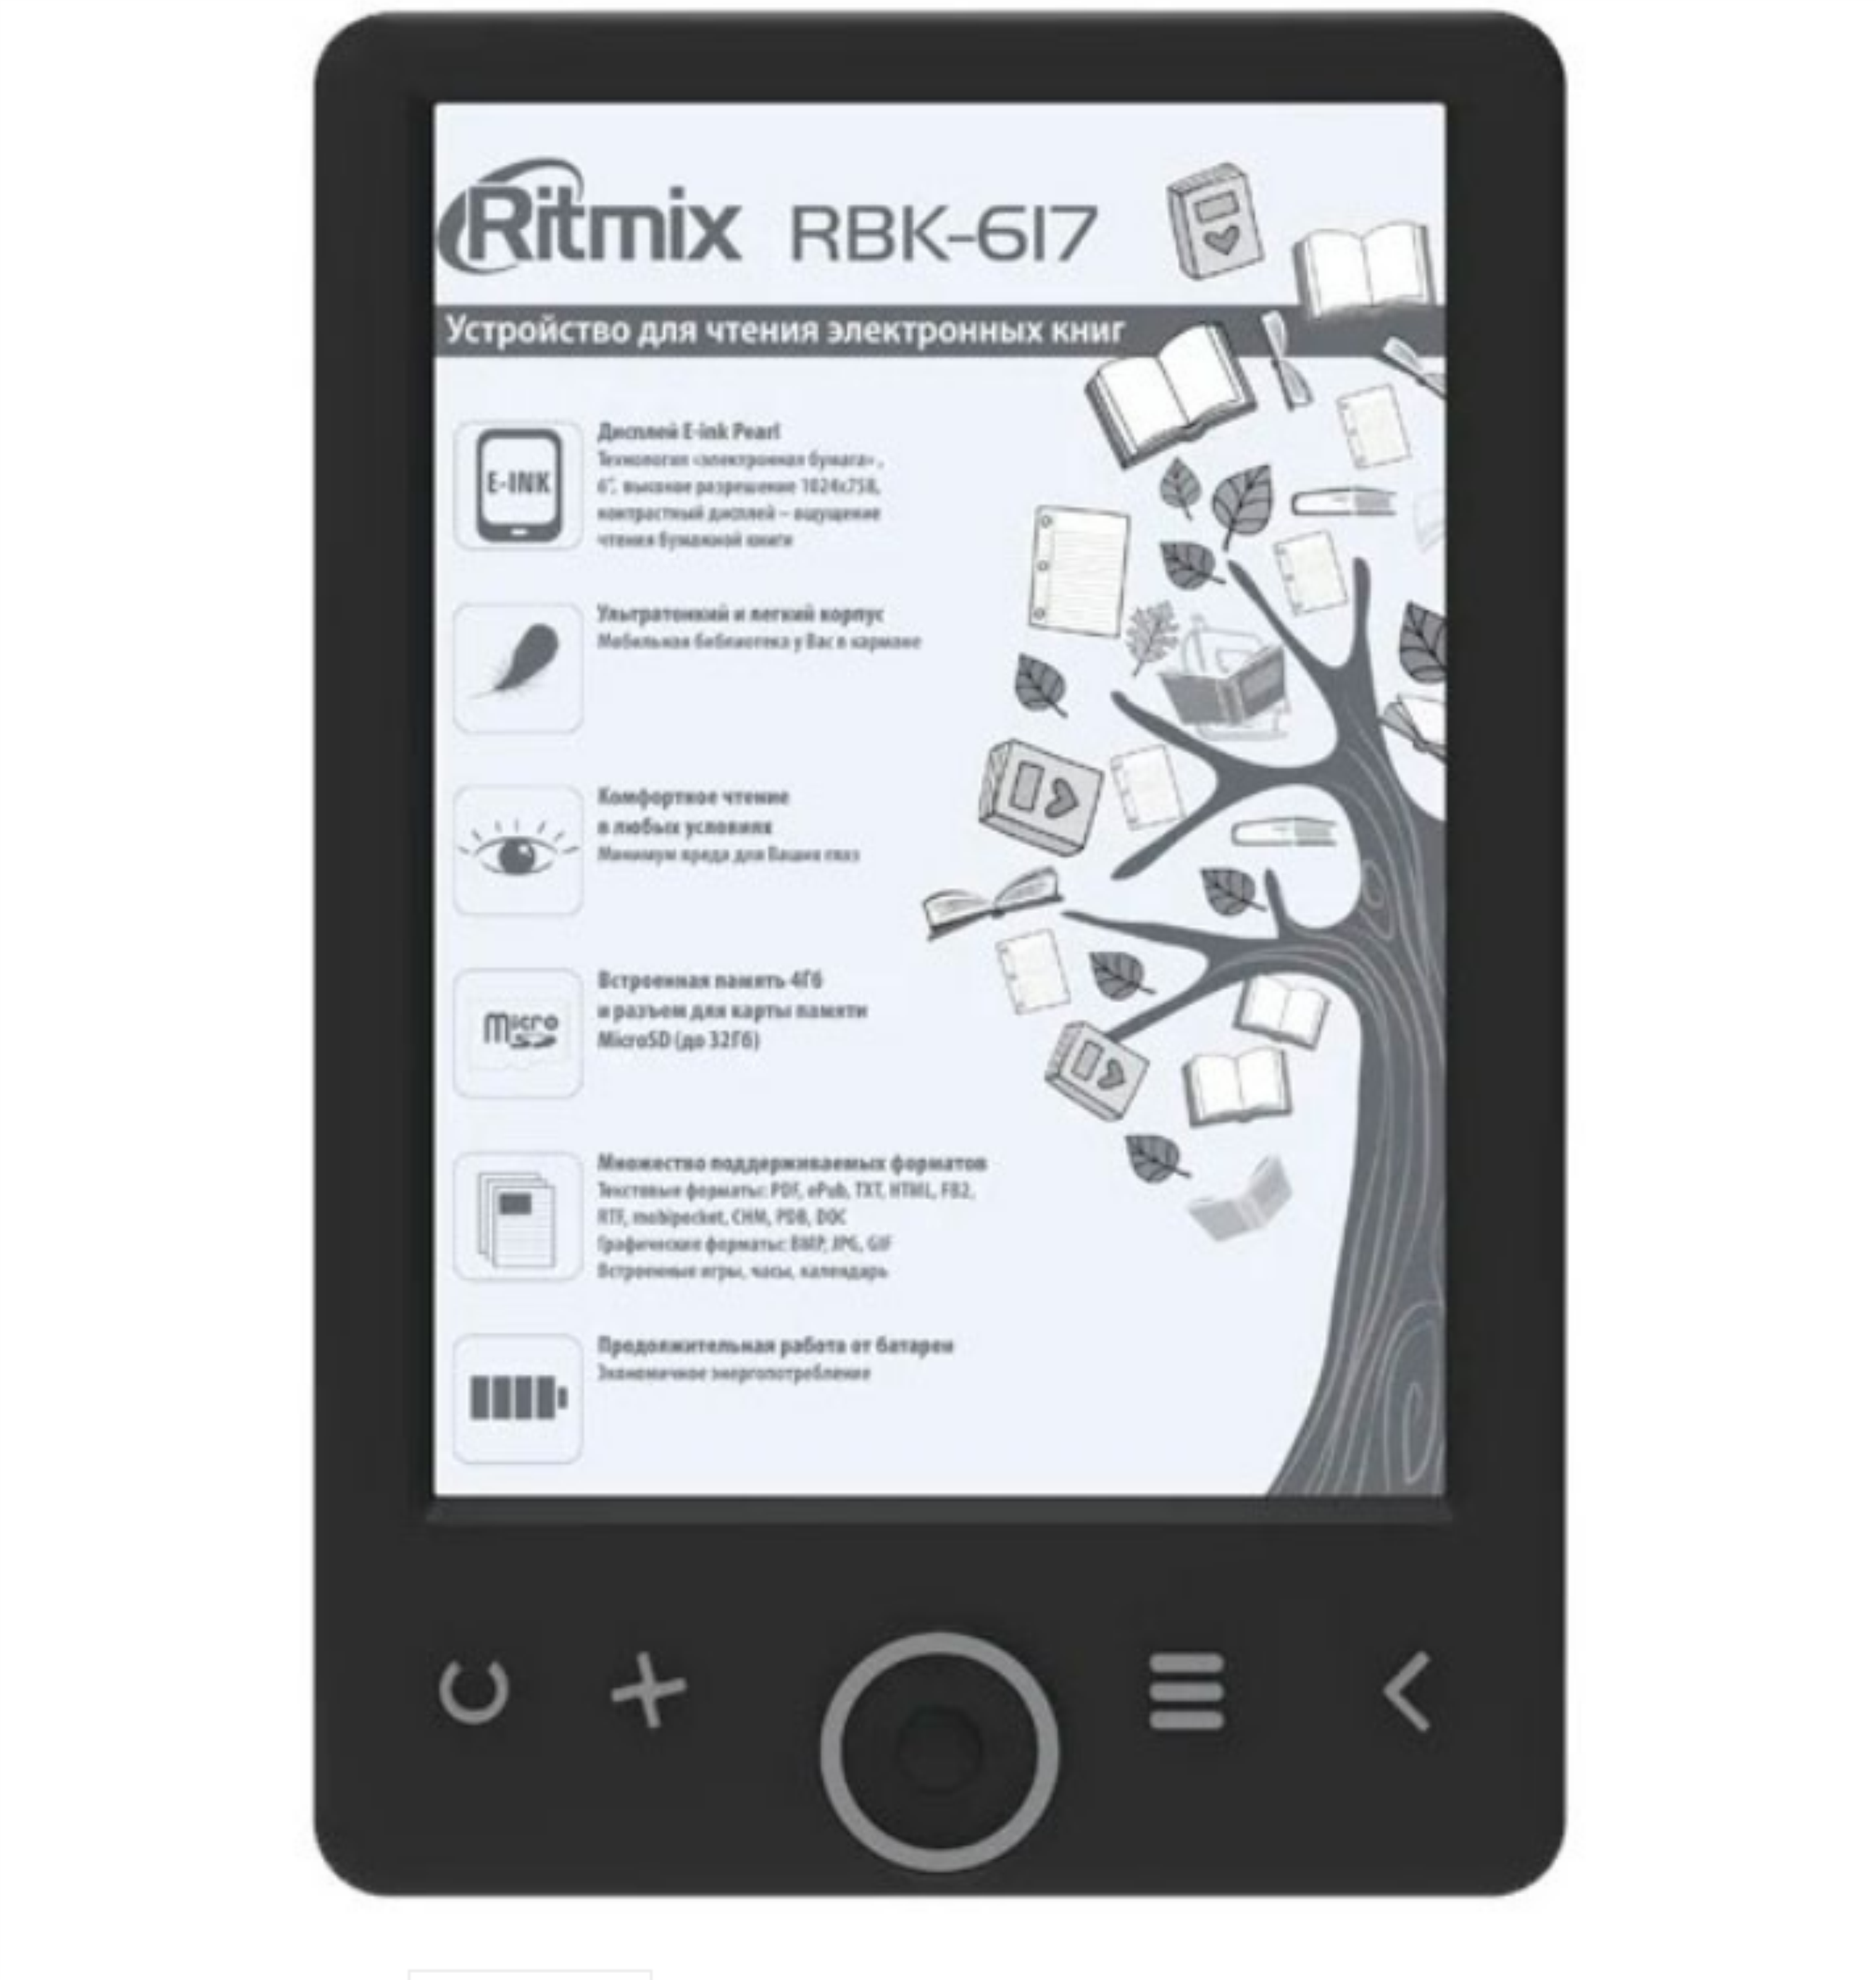 Ritmix RBK-617
Устройство для чтения электронных книг
E-INK
Дисплей E-ink Pearl
Технология «электронная бумага»,
6", высокое разрешение 1024x758,
контрастный дисплей – ощущение
чтения бумажной книги
Ультратонкий и легкий корпус
Мобильная библиотека у Вас в кармане
Комфортное чтение
в любых условиях
Минимум вреда для Ваших глаз
Micro
SD
Встроенная память 4Гб
и разъем для карты памяти
MicroSD (до 32Гб)
Множество поддерживаемых форматов
Текстовые форматы: PDF, ePub, TXT, HTML, FB2,
RTF, mobipocket, CHM, PDB, DOC
Графические форматы: BMP, JPG, GIF
Встроенные игры, часы, календарь
Продолжительная работа от батареи
Экономичное энергопотребление